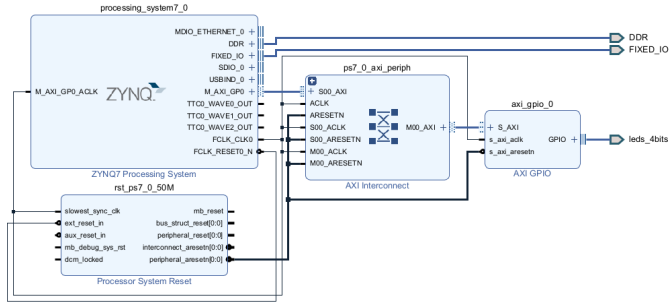 processing_system7_0
MDIO_ETHERNET_0
DDR
FIXED_IO
SDIO_0
USBIND_0
M_AXI_GP0_ACLK
ZYNQ
M_AXI_GP0
TTC0_WAVE0_OUT
TTC0_WAVE1_OUT
TTC0_WAVE2_OUT
FCLK_CLK0
FCLK_RESET0_N
ZYNQ7 Processing System
DDR
FIXED_IO
ps7_0_axi_periph
S00_AXI
ACLK
ARESETN
S00_ACLK
S00_ARESETN
M00_ACLK
M00_ARESETN
M00_AXI
AXI Interconnect
axi_gpio_0
S_AXI
s_axi_aclk
s_axi_aresetn
GPIO
AXI GPIO
leds_4bits
rst_ps7_0_50M
slowest_sync_clk
ext_reset_in
aux_reset_in
mb_debug_sys_rst
dcm_locked
mb_reset
bus_struct_reset[0:0]
peripheral_reset[0:0]
interconnect_aresetn[0:0]
peripheral_aresetn[0:0]
Processor System Reset